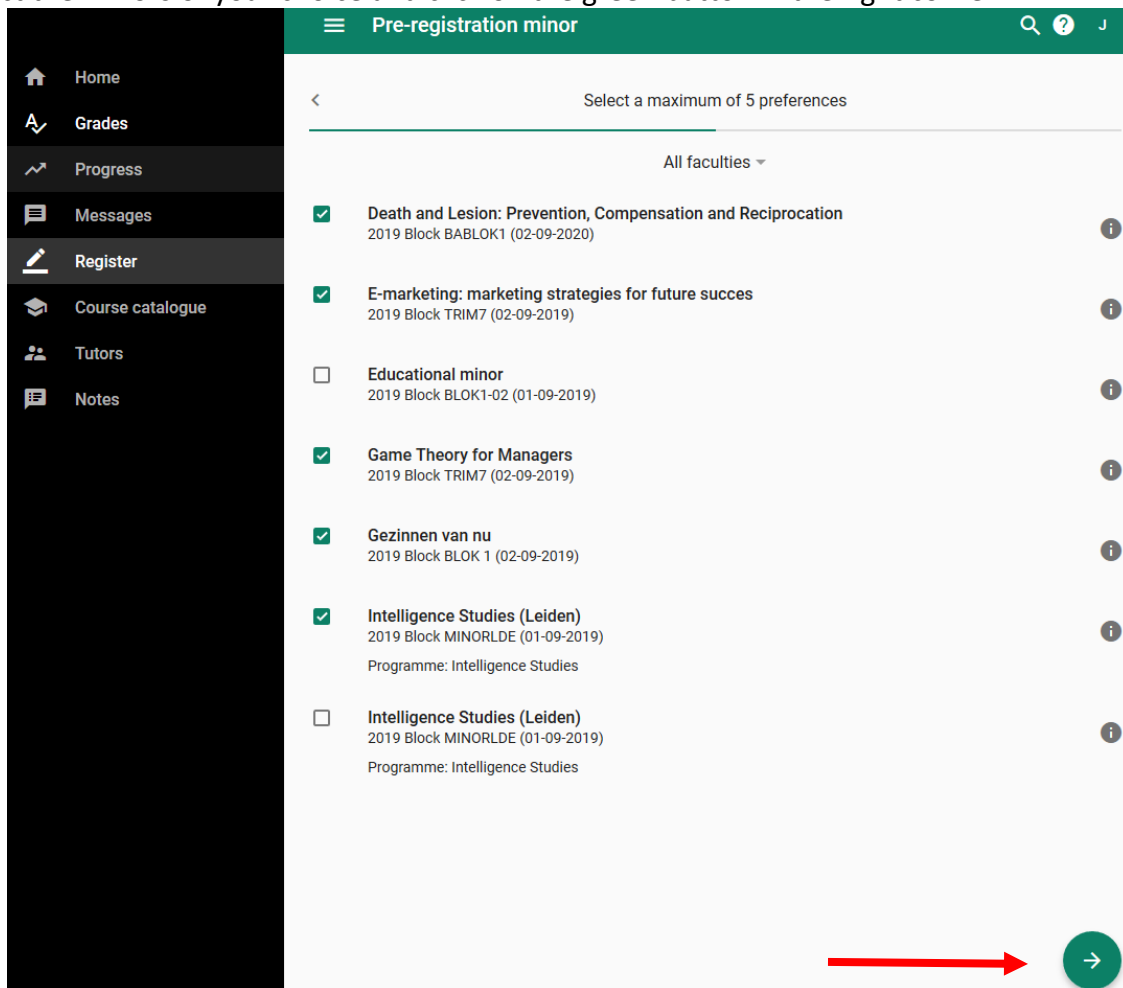 Pre-registration minor
J
Home
Grades
Progress
Messages
Register
Course catalogue
Tutors
Notes
Select a maximum of 5 preferences
All faculties
Death and Lesion: Prevention, Compensation and Reciprocation
2019 Block BABLOK1 (02-09-2020)
E-marketing: marketing strategies for future succes
2019 Block TRIM7 (02-09-2019)
Educational minor
2019 Block BLOK1-02 (01-09-2019)
Game Theory for Managers
2019 Block TRIM7 (02-09-2019)
Gezinnen van nu
2019 Block BLOK 1 (02-09-2019)
Intelligence Studies (Leiden)
2019 Block MINORLDE (01-09-2019)
Programme: Intelligence Studies
Intelligence Studies (Leiden)
2019 Block MINORLDE (01-09-2019)
Programme: Intelligence Studies